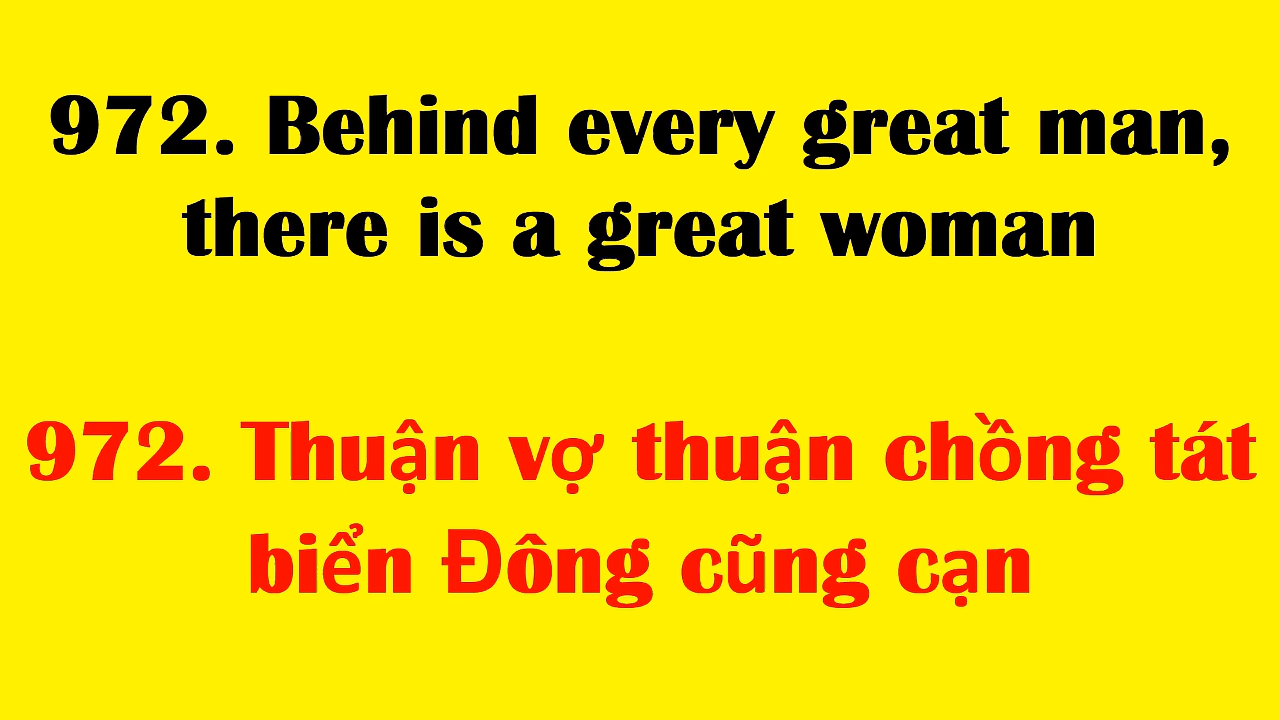 972. Behind every great man,
there is a great woman
972. Thuận vợ thuận chồng tát
biển Đông cũng cạn